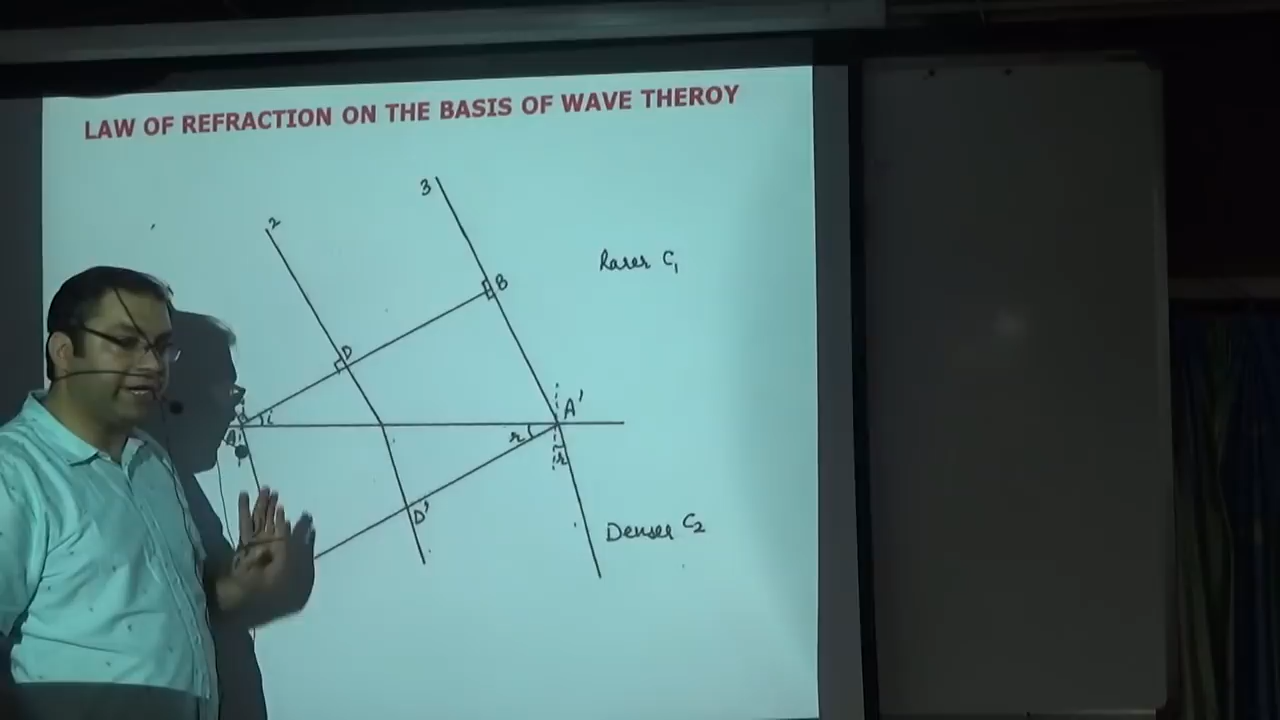 LAW OF REFRACTION ON THE BASIS OF WAVE THEROY
2
3
B
Rarer C₁
D
i
A'
r
r
D'
Denser C₂